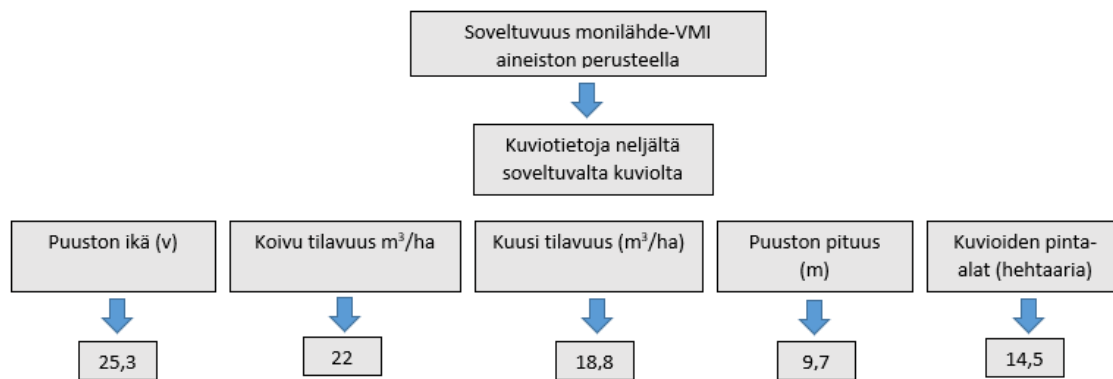 Soveltuvuus monilähde-VMI
aineiston perusteella
Kuviotietoja neljältä
soveltuvalta kuviolta
Puuston ikä (v)
Koivu tilavuus m³/ha
Kuusi tilavuus (m³/ha)
Puuston pituus
(m)
Kuvioiden pinta-
alat (hehtaaria)
25,3
22
18,8
9,7
14,5